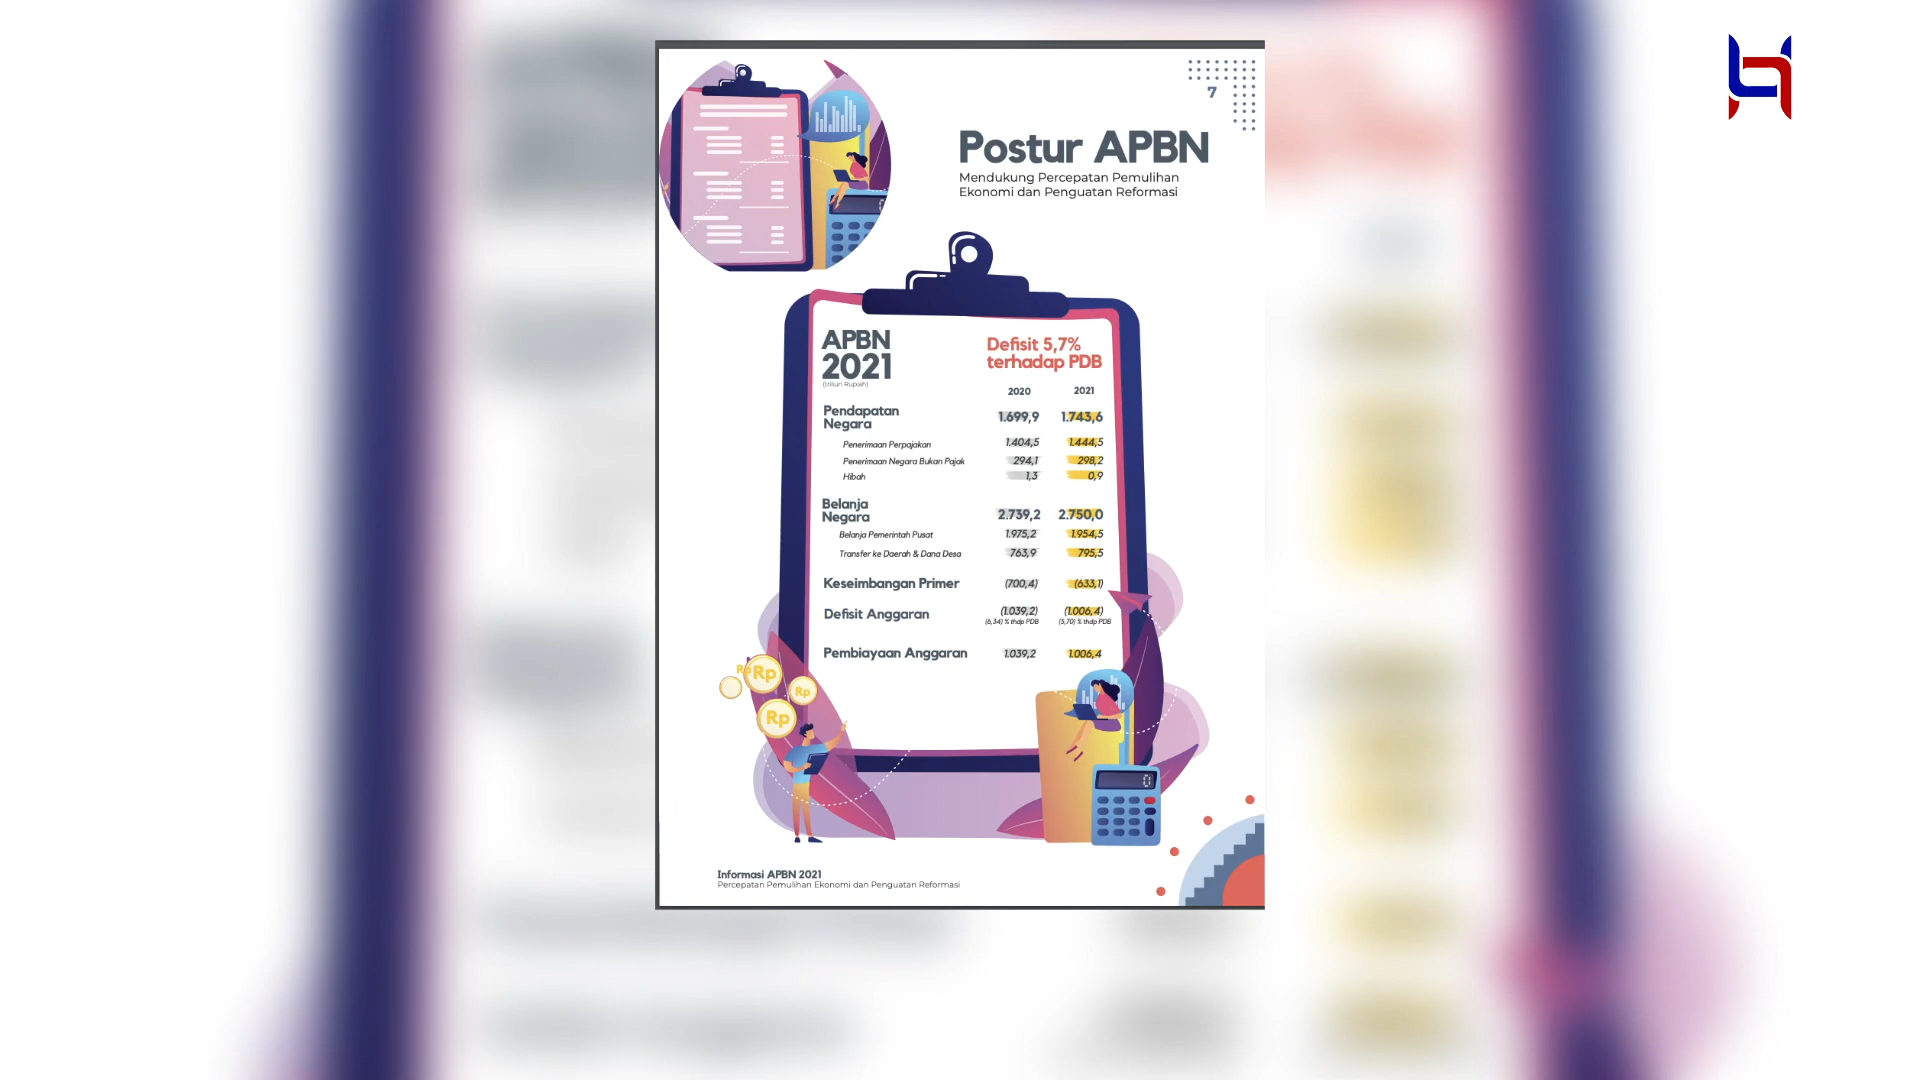 7
Postur APBN
Mendukung Percepatan Pemulihan
Ekonomi dan Penguatan Reformasi
APBN
2021
(triliun Rupiah)
Defisit 5,7%
terhadap PDB
2020 2021
Pendapatan
Negara 1.699,9 1.743,6
Penerimaan Perpajakan 1.404,5 1.444,5
Penerimaan Negara Bukan Pajak 294,1 298,2
Hibah 1,3 0,9
Belanja
Negara 2.739,2 2.750,0
Belanja Pemerintah Pusat 1.975,2 1.954,5
Transfer ke Daerah & Dana Desa 763,9 795,5
Keseimbangan Primer (700,4) (633,1)
Defisit Anggaran (1.039,2) (1.006,4)
(6,34) % thdp PDB (5,70) % thdp PDB
Pembiayaan Anggaran 1.039,2 1.006,4
Rp
Rp
Rp
Rp
0
Informasi APBN 2021
Percepatan Pemulihan Ekonomi dan Penguatan Reformasi